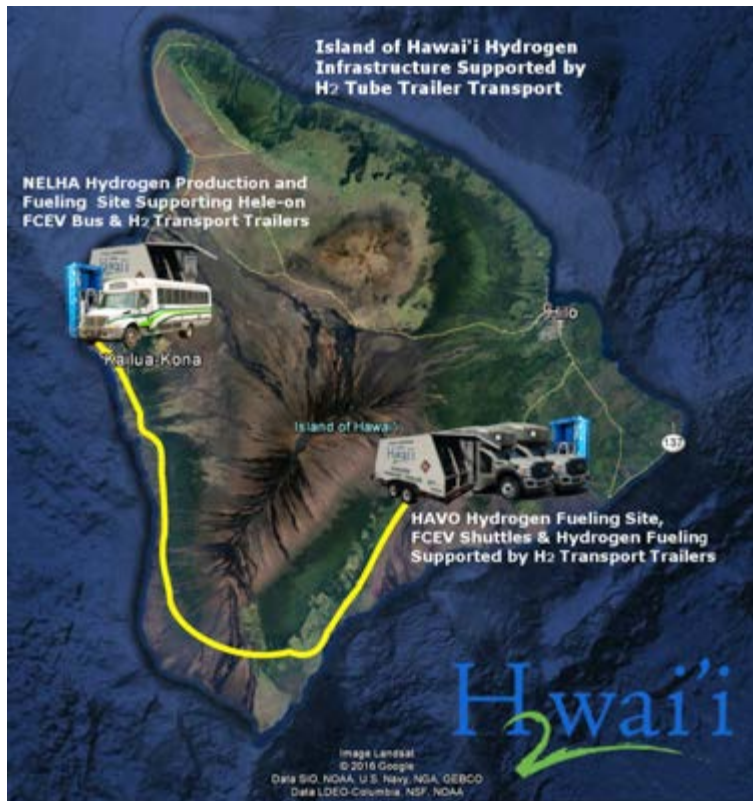 Island of Hawai'i Hydrogen
Infrastructure Supported by
H2 Tube Trailer Transport
NELHA Hydrogen Production and
Fueling Site Supporting Hele-on
FCEV Bus & H2 Transport Trailers
Kailua-Kona
Hilo
Island of Hawai'i
137
Hawai'i
HAVO Hydrogen Fueling Site,
FCEV Shuttles & Hydrogen Fueling
Supported by H2 Transport Trailers
H2wai'i
Image Landsat
© 2016 Google
Data SIO, NOAA, U.S. Navy, NGA, GEBCO
Data LDEO-Columbia, NSF, NOAA